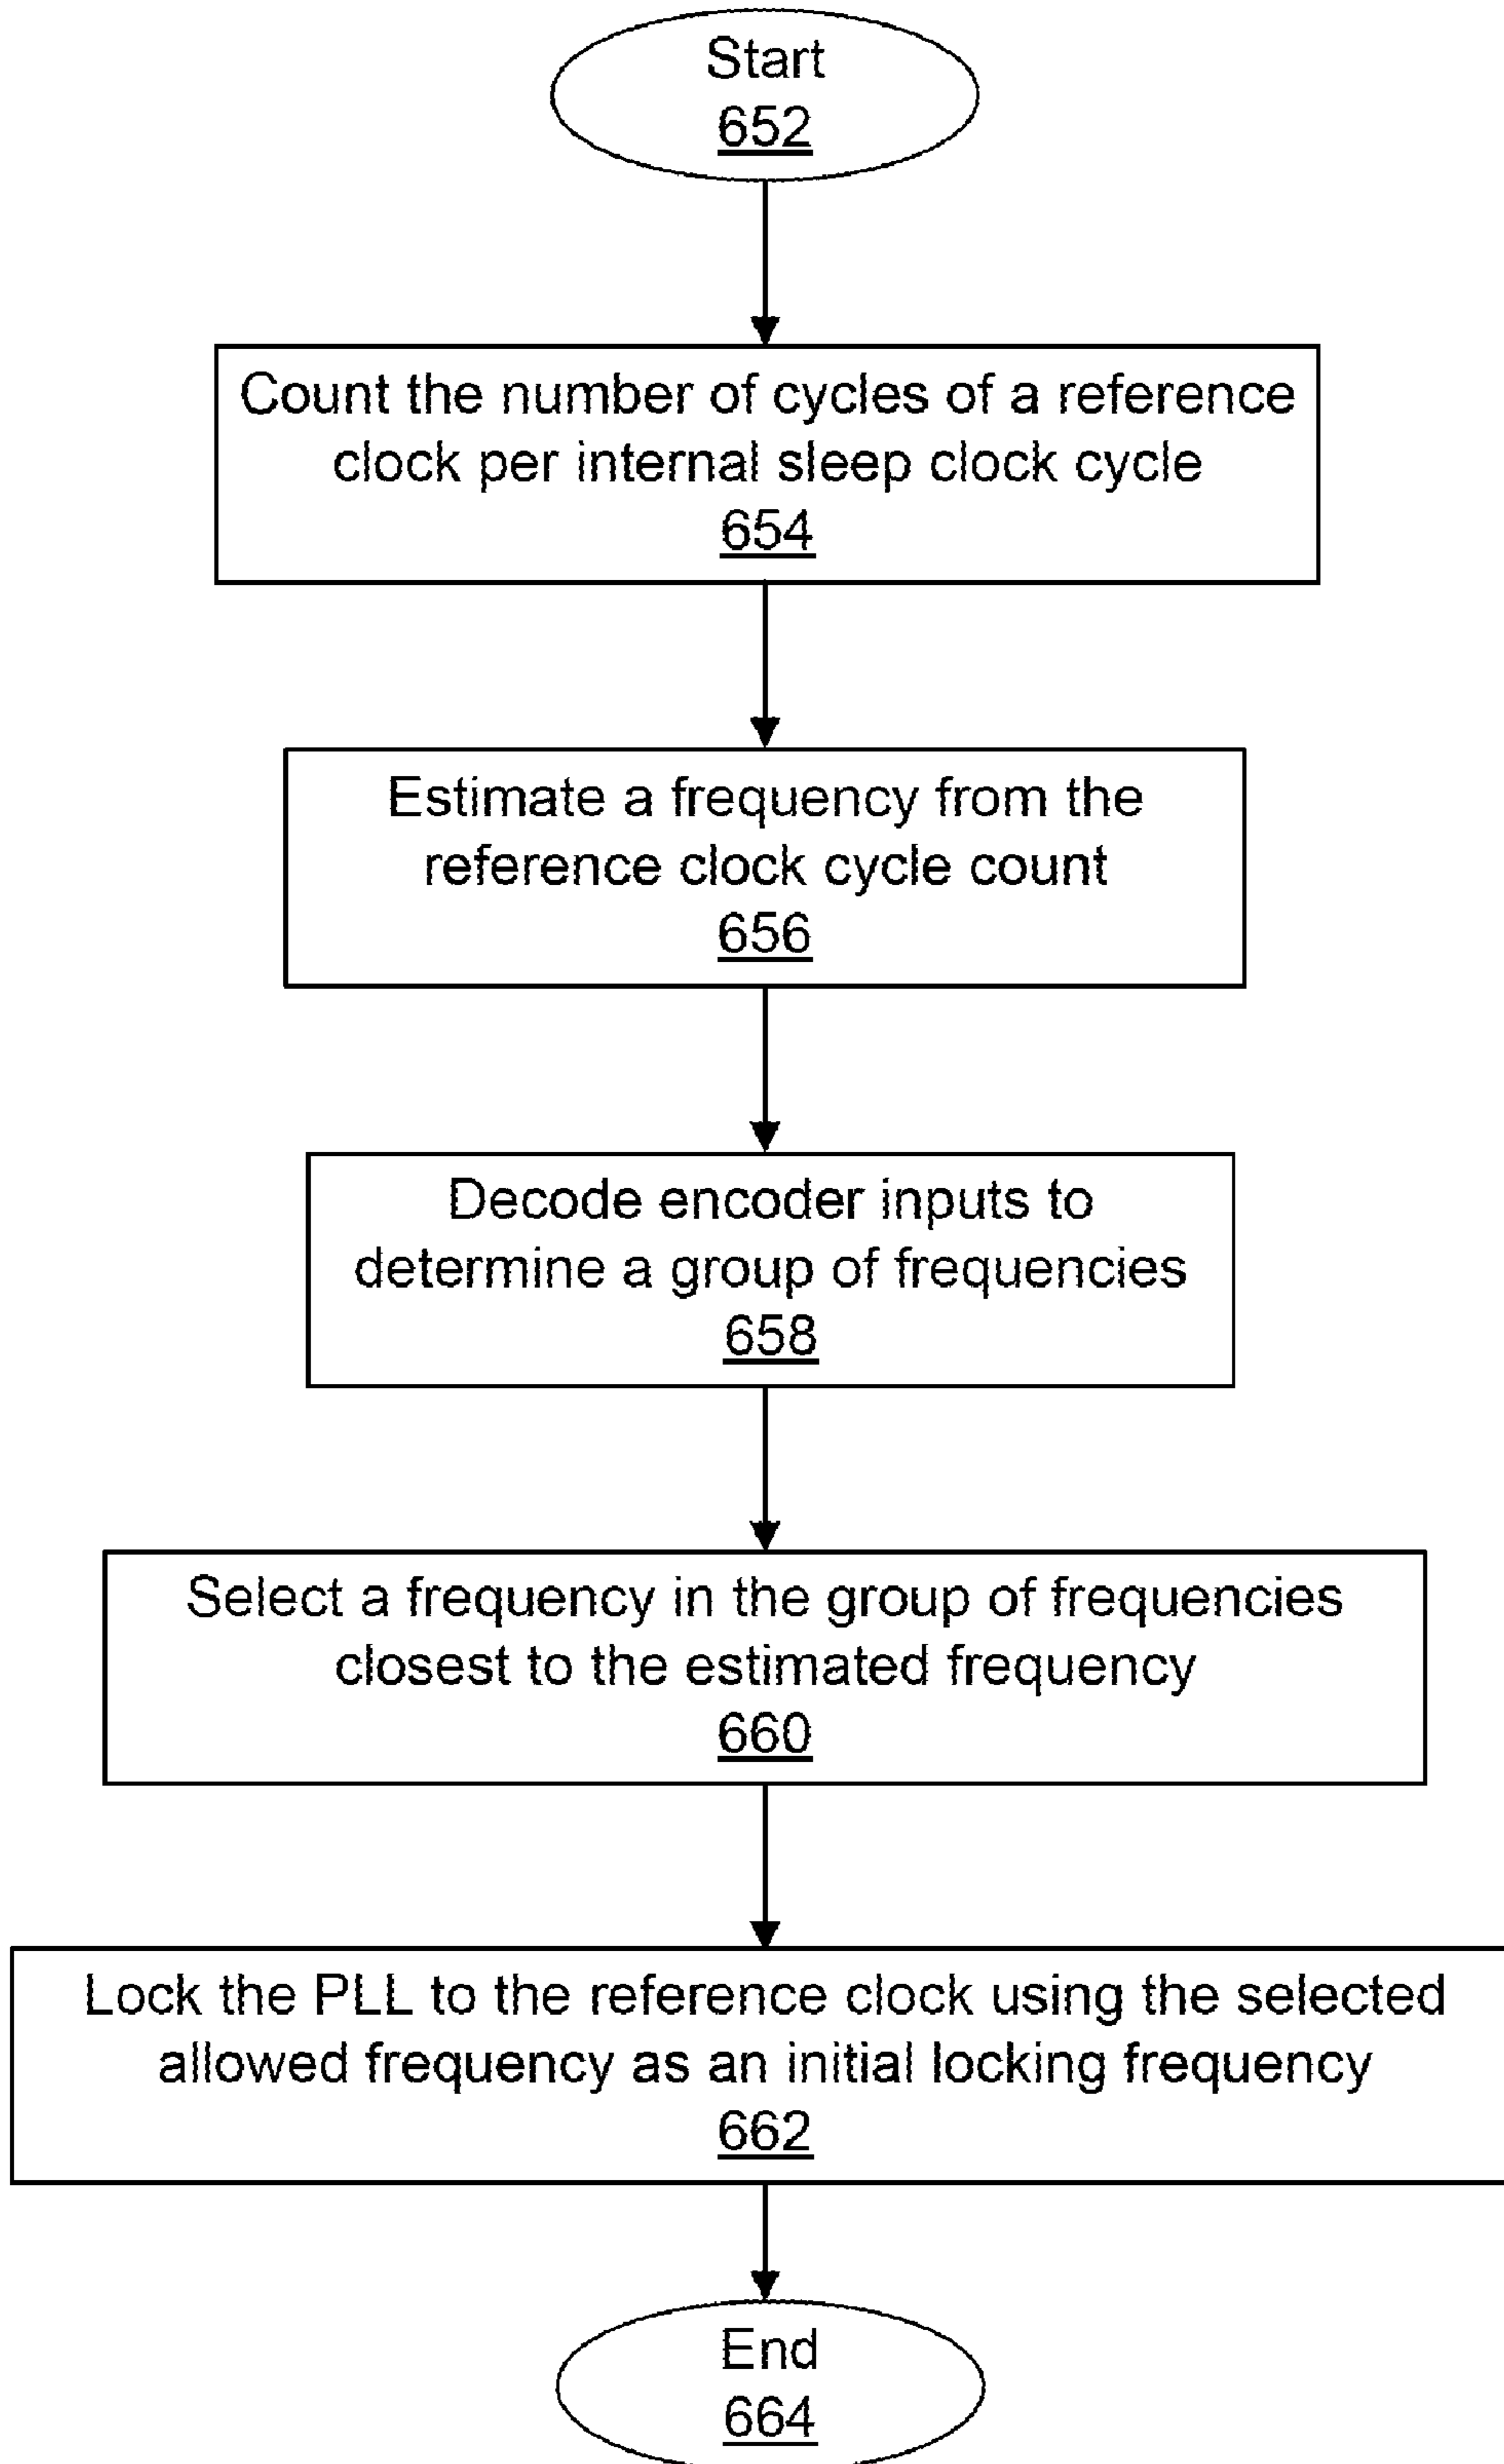 Start
652
Count the number of cycles of a reference
clock per internal sleep clock cycle
654
Estimate a frequency from the
reference clock cycle count
656
Decode encoder inputs to
determine a group of frequencies
658
Select a frequency in the group of frequencies
closest to the estimated frequency
660
Lock the PLL to the reference clock using the selected
allowed frequency as an initial locking frequency
662
End
664